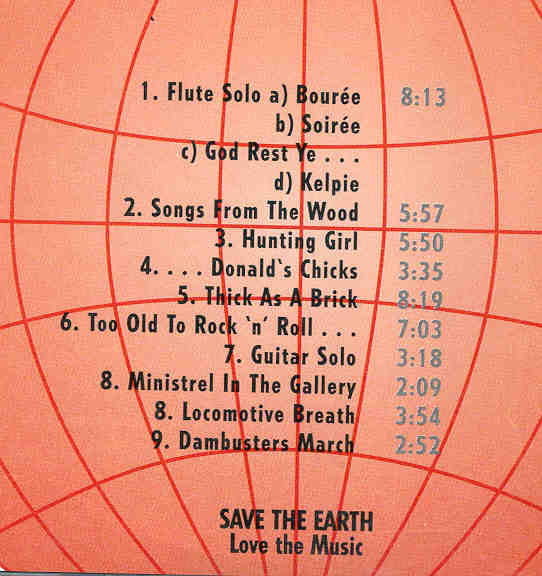 1. Flute Solo a) Bourée 8:13
b) Soirée
c) God Rest Ye . . .
d) Kelpie
2. Songs From The Wood 5:57
3. Hunting Girl 5:50
4. . . . Donald's Chicks 3:35
5. Thick As A Brick 8:19
6. Too Old To Rock 'n' Roll . . . 7:03
7. Guitar Solo 3:18
8. Ministrel In The Gallery 2:09
8. Locomotive Breath 3:54
9. Dambusters March 2:52
SAVE THE EARTH
Love the Music